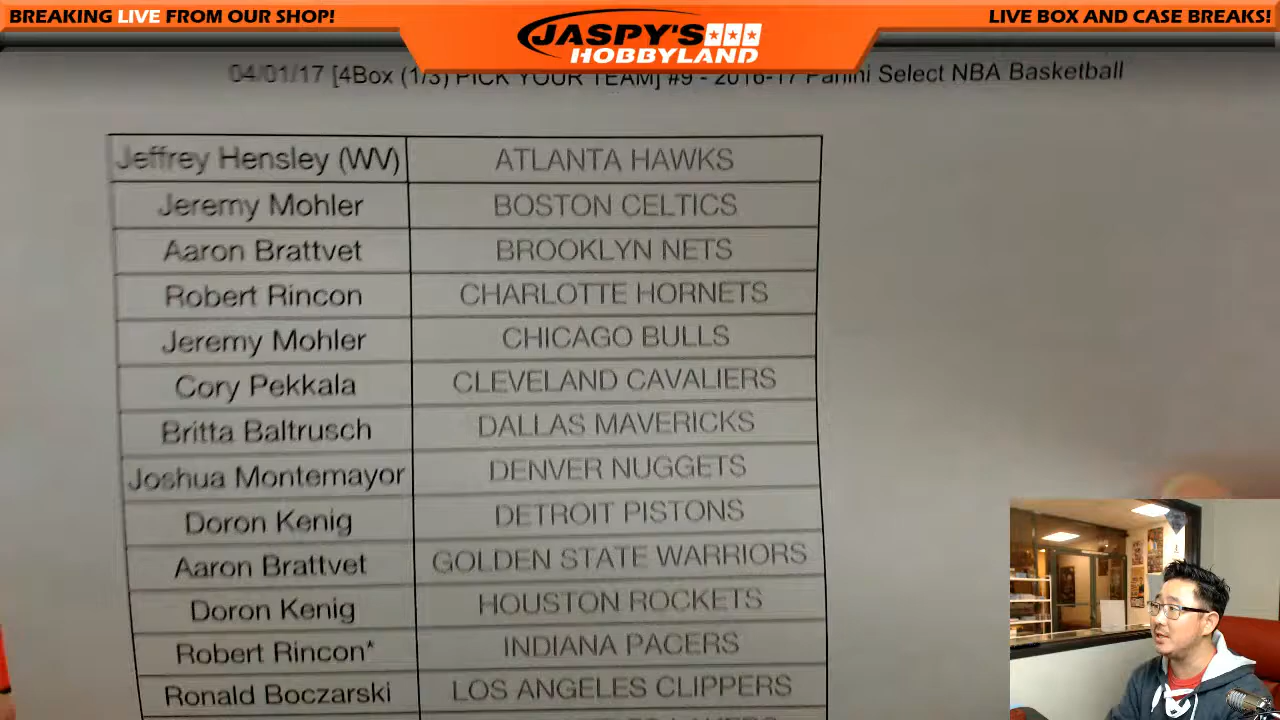 BREAKING LIVE FROM OUR SHOP!
JASPY'S
HOBBYLAND
LIVE BOX AND CASE BREAKS!
04/01/17 [4Box (1/3) PICK YOUR TEAM] #9 - 2016-17 Panini Select NBA Basketball
Jeffrey Hensley (WV) ATLANTA HAWKS
Jeremy Mohler BOSTON CELTICS
Aaron Brattvet BROOKLYN NETS
Robert Rincon CHARLOTTE HORNETS
Jeremy Mohler CHICAGO BULLS
Cory Pekkala CLEVELAND CAVALIERS
Britta Baltrusch DALLAS MAVERICKS
Joshua Montemayor DENVER NUGGETS
Doron Kenig DETROIT PISTONS
Aaron Brattvet GOLDEN STATE WARRIORS
Doron Kenig HOUSTON ROCKETS
Robert Rincon* INDIANA PACERS
Ronald Boczarski LOS ANGELES CLIPPERS